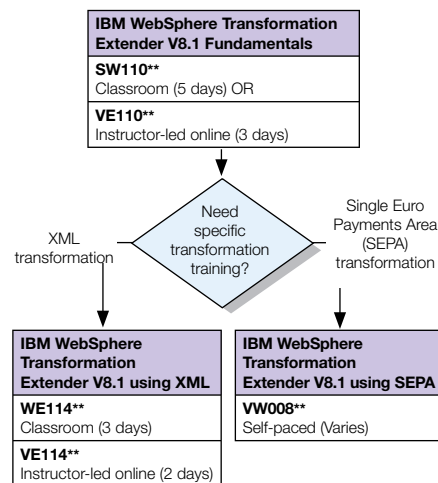 IBM WebSphere Transformation
Extender V8.1 Fundamentals
SW110**
Classroom (5 days) OR
VE110**
Instructor-led online (3 days)
Need
specific
transformation
training?
XML
transformation
Single Euro
Payments Area
(SEPA)
transformation
IBM WebSphere
Transformation
Extender V8.1 using XML
WE114**
Classroom (3 days)
VE114**
Instructor-led online (2 days)
IBM WebSphere
Transformation
Extender V8.1 using SEPA
VW008**
Self-paced (Varies)